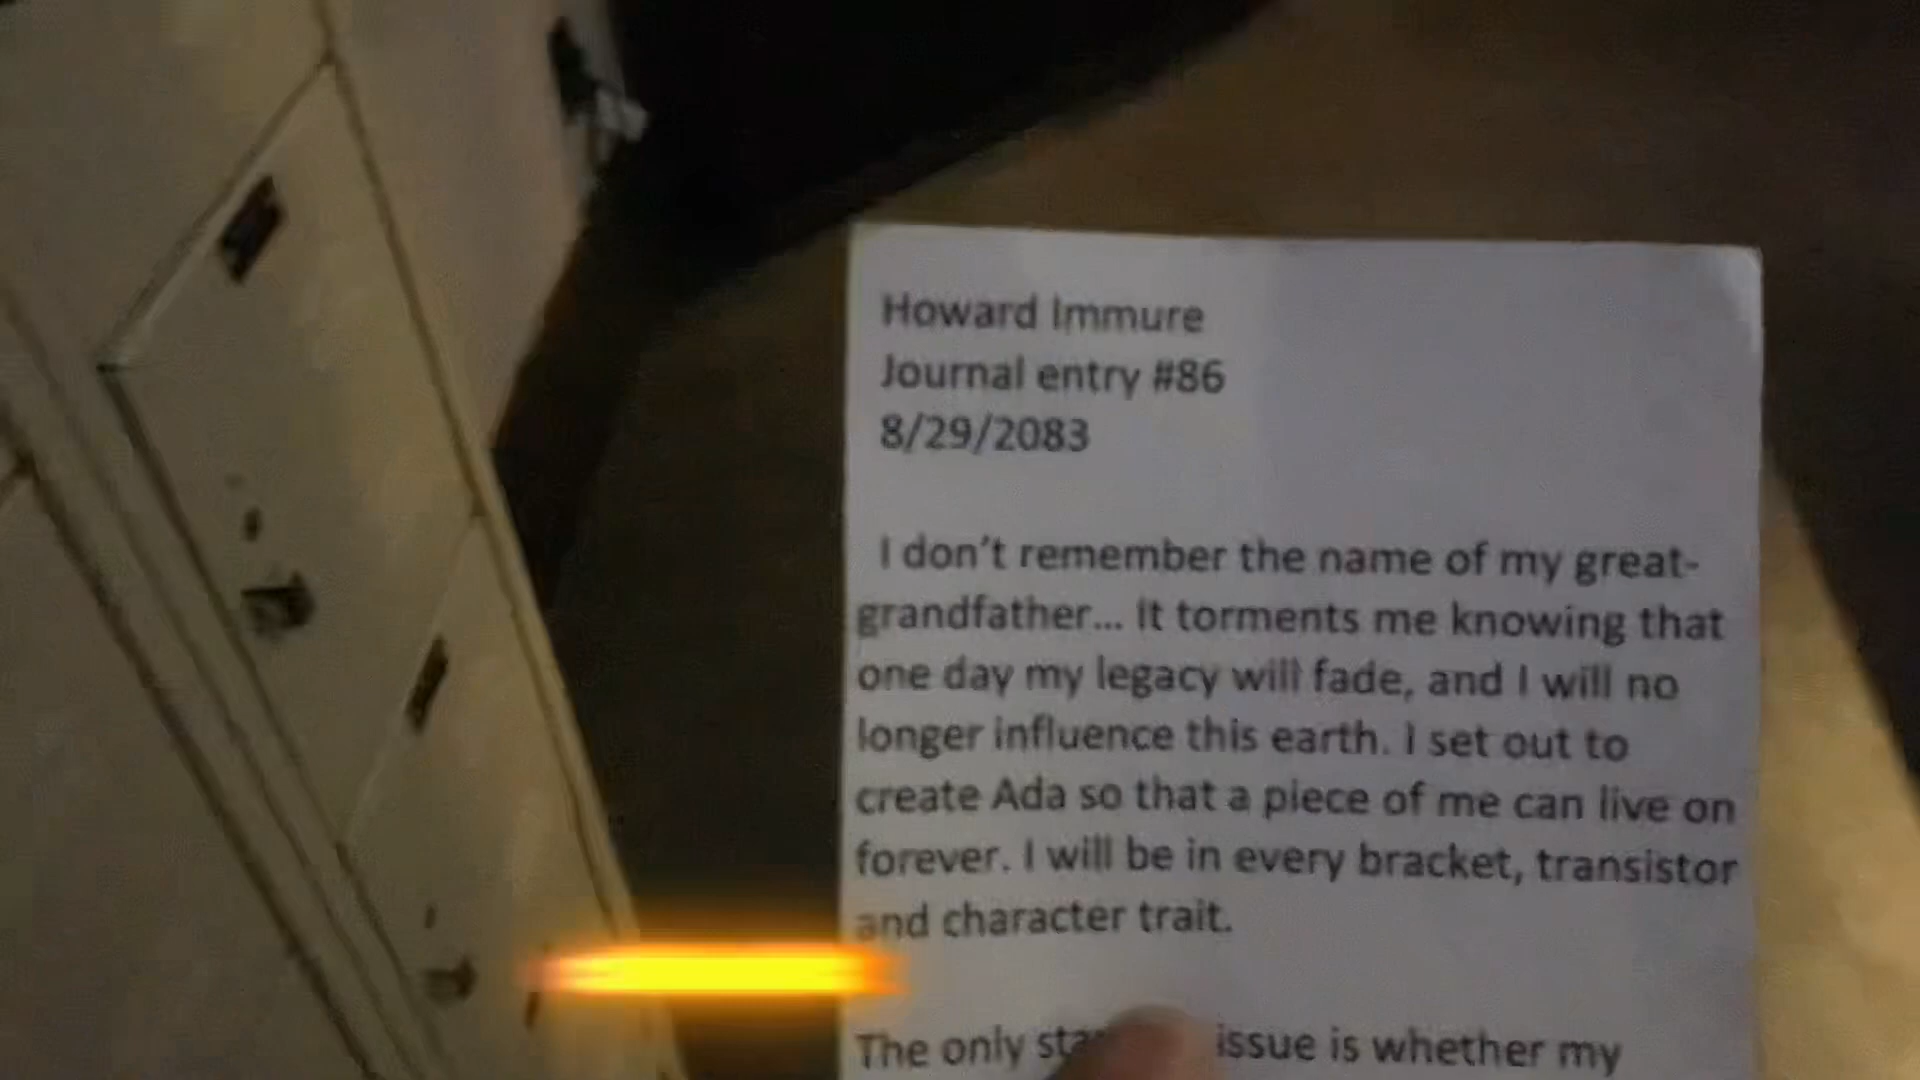 Howard Immure
Journal entry #86
8/29/2083
I don't remember the name of my great-
grandfather... it torments me knowing that
one day my legacy will fade, and I will no
longer influence this earth. I set out to
create Ada so that a piece of me can live on
forever. I will be in every bracket, transistor
and character trait.
The only issue is whether my